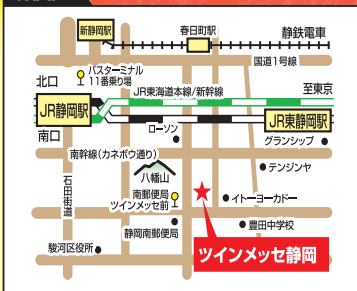 新静岡駅
春日町駅
静鉄電車
国道1号線
北口
バスターミナル
11番乗り場
JR東海道本線/新幹線
至東京
JR静岡駅
JR東静岡駅
南口
ローソン
グランシップ
南幹線(カネボウ通り)
八幡山
テンジンヤ
石田街道
南郵便局
ツインメッセ前
イトーヨーカドー
静岡南郵便局
豊田中学校
駿河区役所
ツインメッセ静岡